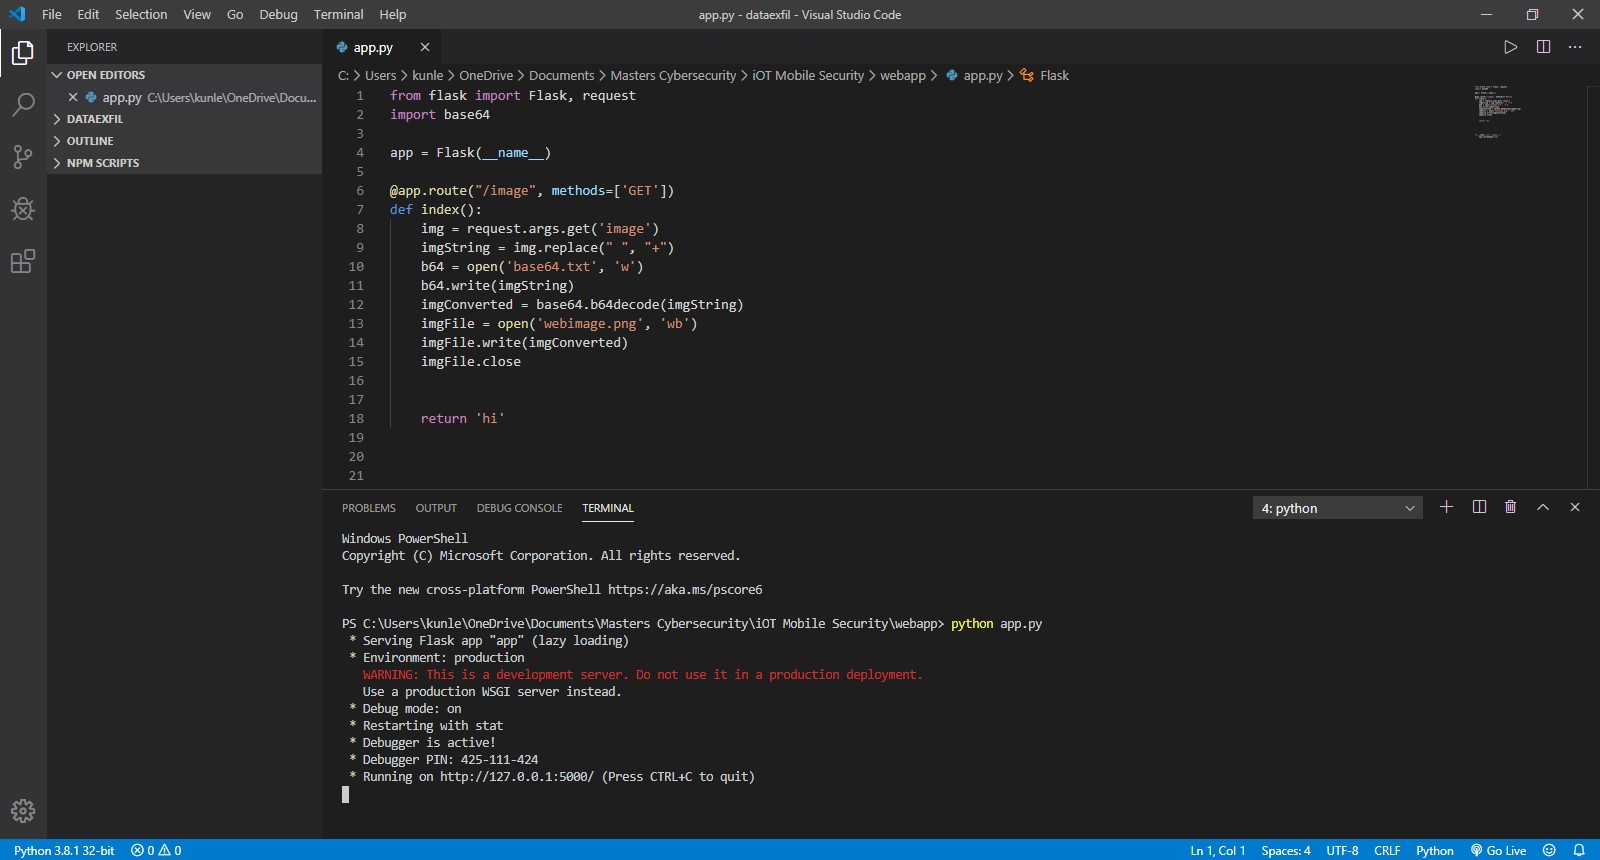 File Edit Selection View Go Debug Terminal Help
app.py - dataexfil - Visual Studio Code
EXPLORER
OPEN EDITORS
app.py C:\Users\kunle\OneDrive\Docu...
DATAEXFIL
OUTLINE
NPM SCRIPTS
app.py
C: > Users > kunle > OneDrive > Documents > Masters Cybersecurity > iOT Mobile Security > webapp > app.py > Flask
1 from flask import Flask, request
2 import base64
3
4 app = Flask(__name__)
5
6 @app.route("/image", methods=['GET'])
7 def index():
8 img = request.args.get('image')
9 imgString = img.replace(" ", "+")
10 b64 = open('base64.txt', 'w')
11 b64.write(imgString)
12 imgConverted = base64.b64decode(imgString)
13 imgFile = open('webimage.png', 'wb')
14 imgFile.write(imgConverted)
15 imgFile.close
16
17
18 return 'hi'
19
20
21
PROBLEMS OUTPUT DEBUG CONSOLE TERMINAL
4: python
Windows PowerShell
Copyright (C) Microsoft Corporation. All rights reserved.
Try the new cross-platform PowerShell https://aka.ms/pscore6
PS C:\Users\kunle\OneDrive\Documents\Masters Cybersecurity\iOT Mobile Security\webapp> python app.py
* Serving Flask app "app" (lazy loading)
* Environment: production
WARNING: This is a development server. Do not use it in a production deployment.
Use a production WSGI server instead.
* Debug mode: on
* Restarting with stat
* Debugger is active!
* Debugger PIN: 425-111-424
* Running on http://127.0.0.1:5000/ (Press CTRL+C to quit)
Python 3.8.1 32-bit 0 0
Ln 1, Col 1 Spaces: 4 UTF-8 CRLF Python Go Live